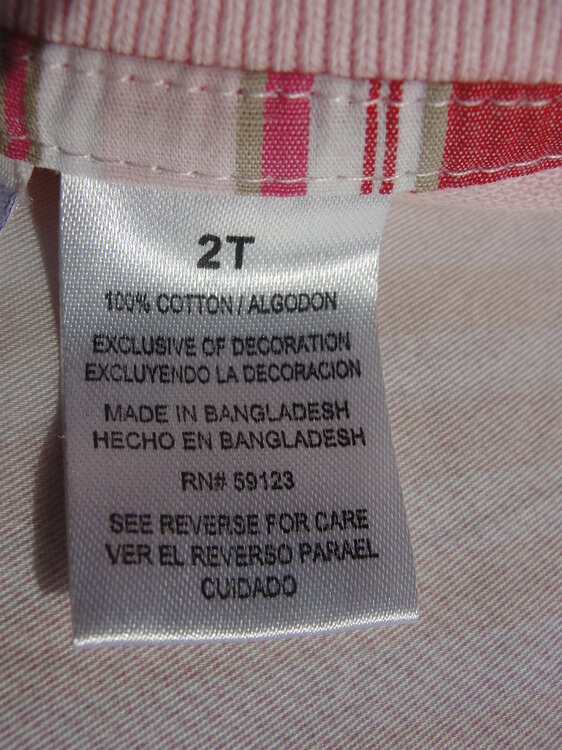 2T
100% COTTON / ALGODON
EXCLUSIVE OF DECORATION
EXCLUYENDO LA DECORACION
MADE IN BANGLADESH
HECHO EN BANGLADESH
RN# 59123
SEE REVERSE FOR CARE
VER EL REVERSO PARAEL
CUIDADO